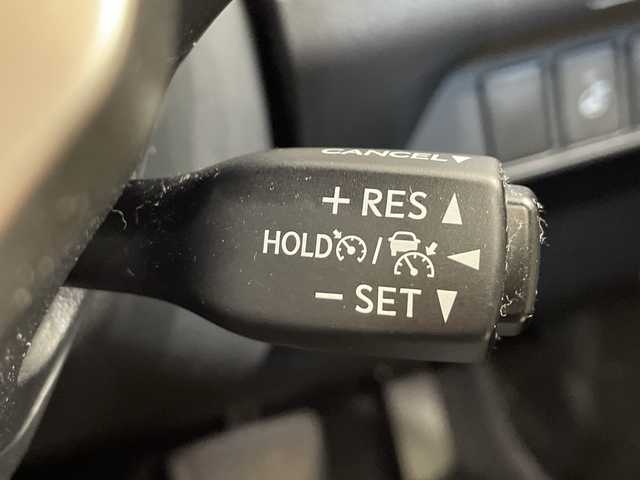 CANCEL
+ RES
HOLD /
- SET